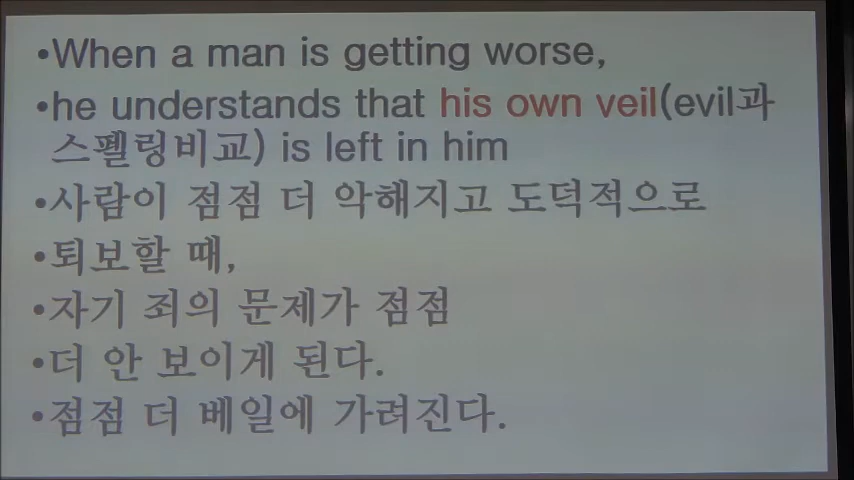 •When a man is getting worse,
•he understands that his own veil(evil과
스펠링비교) is left in him
•사람이 점점 더 악해지고 도덕적으로
•퇴보할 때,
•자기 죄의 문제가 점점
•더 안 보이게 된다.
•점점 더 베일에 가려진다.